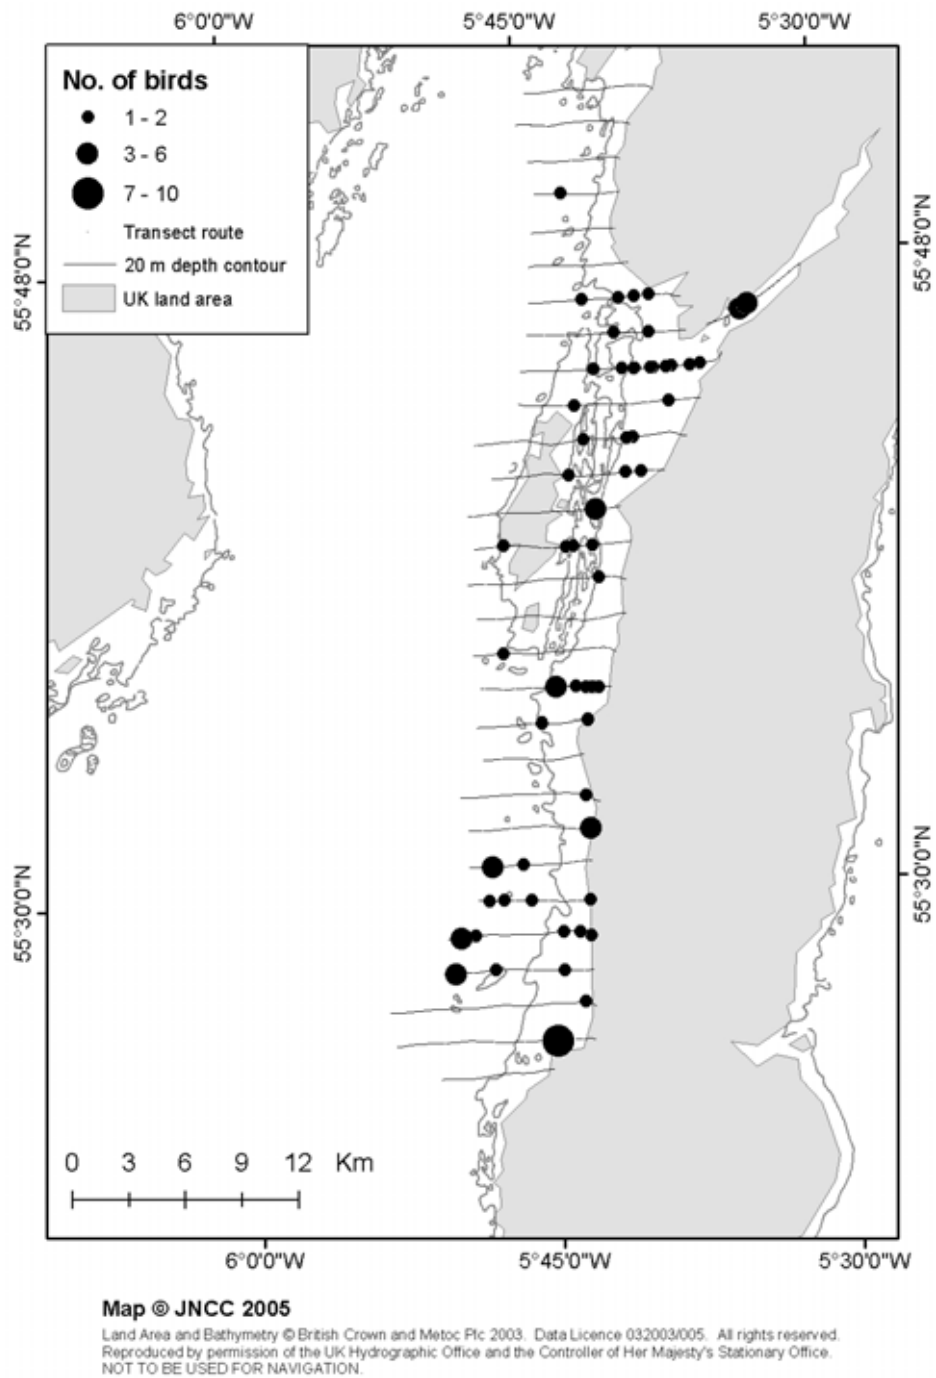 6°0'0"W 5°45'0"W 5°30'0"W
No. of birds
1 - 2
3 - 6
7 - 10
Transect route
20 m depth contour
UK land area
55°48'0"N
55°48'0"N
55°30'0"N
55°30'0"N
0 3 6 9 12 Km
6°0'0"W 5°45'0"W 5°30'0"W
Map © JNCC 2005
Land Area and Bathymetry © British Crown and Metoc Plc 2003. Data Licence 032003/005. All rights reserved.
Reproduced by permission of the UK Hydrographic Office and the Controller of Her Majesty's Stationary Office.
NOT TO BE USED FOR NAVIGATION.